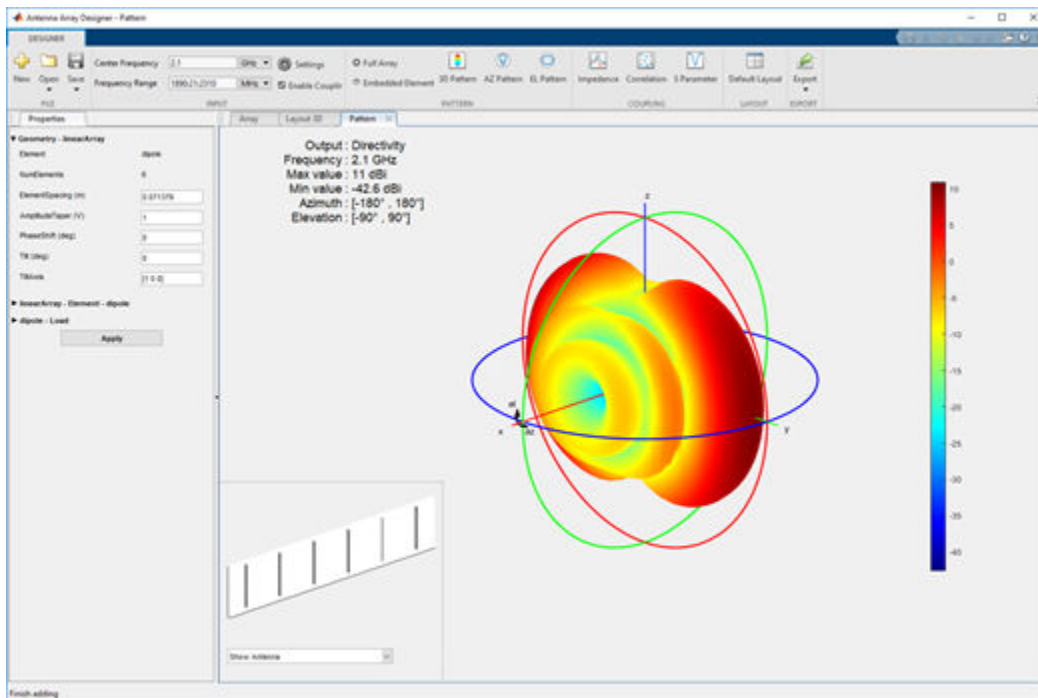 Antenna Array Designer - Pattern
DESIGNER
New Open Save
FILE
Center Frequency 2.1 GHz
Frequency Range MHz
Settings
Enable Couplin
INPUT
Full Array
Embedded Element
3D Pattern AZ Pattern EL Pattern
PATTERN
Impedance Correlation S Parameter
COUPLING
Default Layout
LAYOUT
Export
EXPORT
Properties
Array Layout 3D Pattern
Geometry - linearArray
Element dipole
NumElements 6
ElementSpacing (m) 0.071379
AmplitudeTaper (V) 1
PhaseShift (deg) 0
Tilt (deg) 0
TiltAxis [1 0 0]
linearArray - Element - dipole
dipole - Load
Apply
Output : Directivity
Frequency : 2.1 GHz
Max value : 11 dBi
Min value : -42.6 dBi
Azimuth : [-180° , 180°]
Elevation : [-90° , 90°]
z
el
x
Az
y
10
5
0
-5
-10
-15
-20
-25
-30
-35
-40
Show Antenna
Finish adding